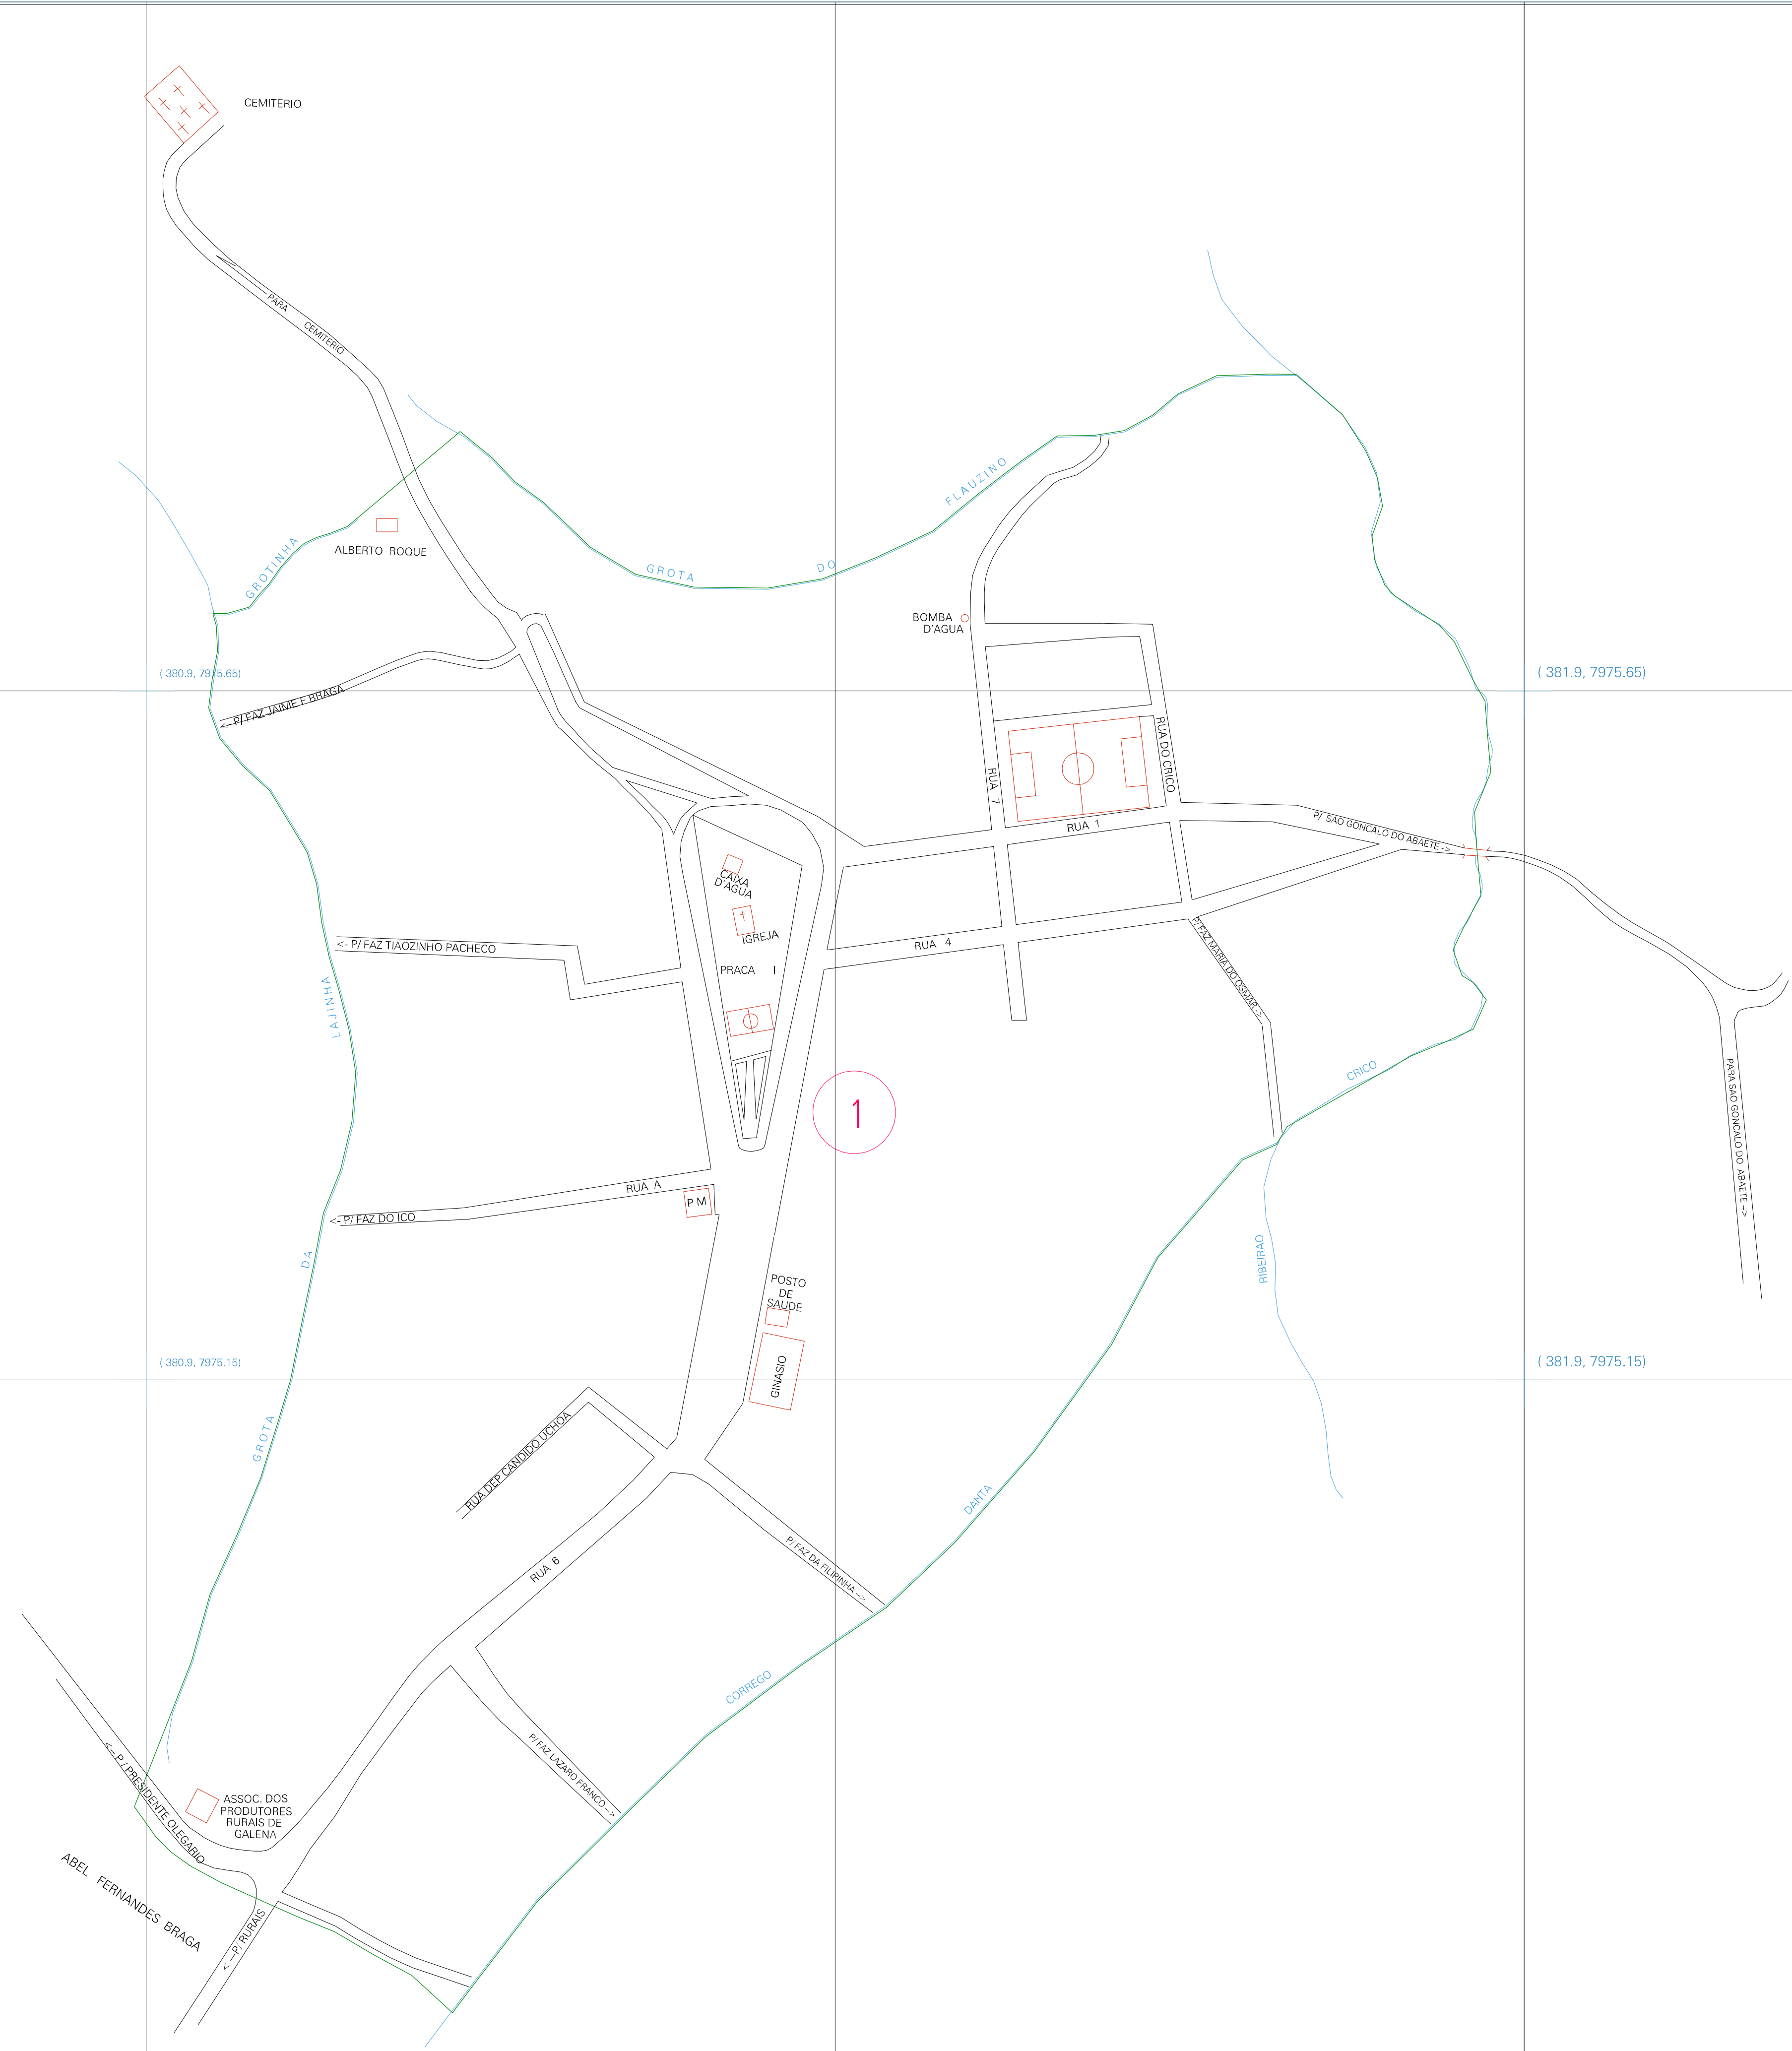 CEMITERIO
PARA CEMITERIO
FLAUZINO
GROTINHA
ALBERTO ROQUE
GROTA
DO
BOMBA
D'AGUA
( 380.9, 7975.65)
( 381.9, 7975.65)
<- P/ FAZ JAIME F BRAGA
RUA DO CRICO
RUA 7
RUA 1
P/ SAO GONCALO DO ABAETE ->
CAIXA
D'AGUA
IGREJA
<- P/ FAZ TIAOZINHO PACHECO
RUA 4
P/ FAZ MARIA DO OSMAR ->
PRACA I
LAJINHA
CRICO
1
PARA SAO GONCALO DO ABAETE -->
RUA A
P M
<- P/ FAZ DO ICO
DA
RIBEIRAO
POSTO
DE
SAUDE
GINASIO
( 380.9, 7975.15)
( 381.9, 7975.15)
GROTA
RUA DEP CANDIDO UCHOA
DANTA
RUA 6
P/ FAZ DA FILIPINHA -->
CORREGO
P/ FAZ LAZARO FRANCO -->
<-- P / PRESIDENTE OLEGARIO
ASSOC. DOS
PRODUTORES
RURAIS DE
GALENA
ABEL FERNANDES BRAGA
< --P/ RURAIS